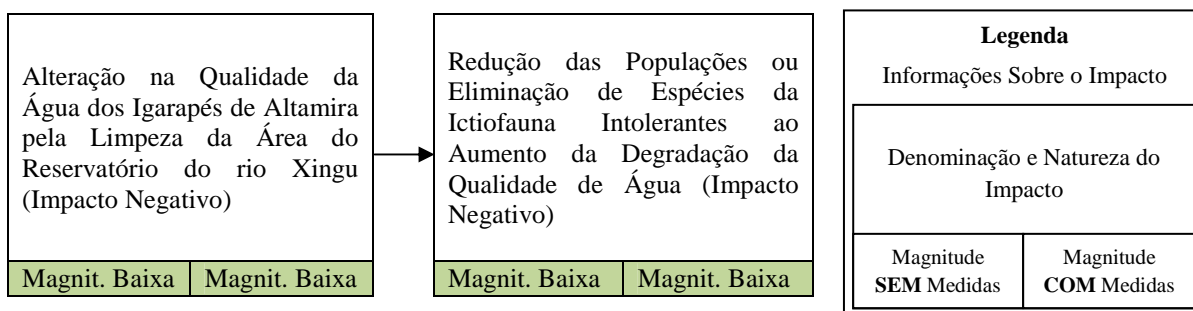 Alteração na Qualidade da
Água dos Igarapés de Altamira
pela Limpeza da Área do
Reservatório do rio Xingu
(Impacto Negativo)
Magnit. Baixa
Magnit. Baixa
Redução das Populações ou
Eliminação de Espécies da
Ictiofauna Intolerantes ao
Aumento da Degradação da
Qualidade de Água (Impacto
Negativo)
Magnit. Baixa
Magnit. Baixa
Legenda
Informações Sobre o Impacto
Denominação e Natureza do
Impacto
Magnitude
SEM Medidas
Magnitude
COM Medidas